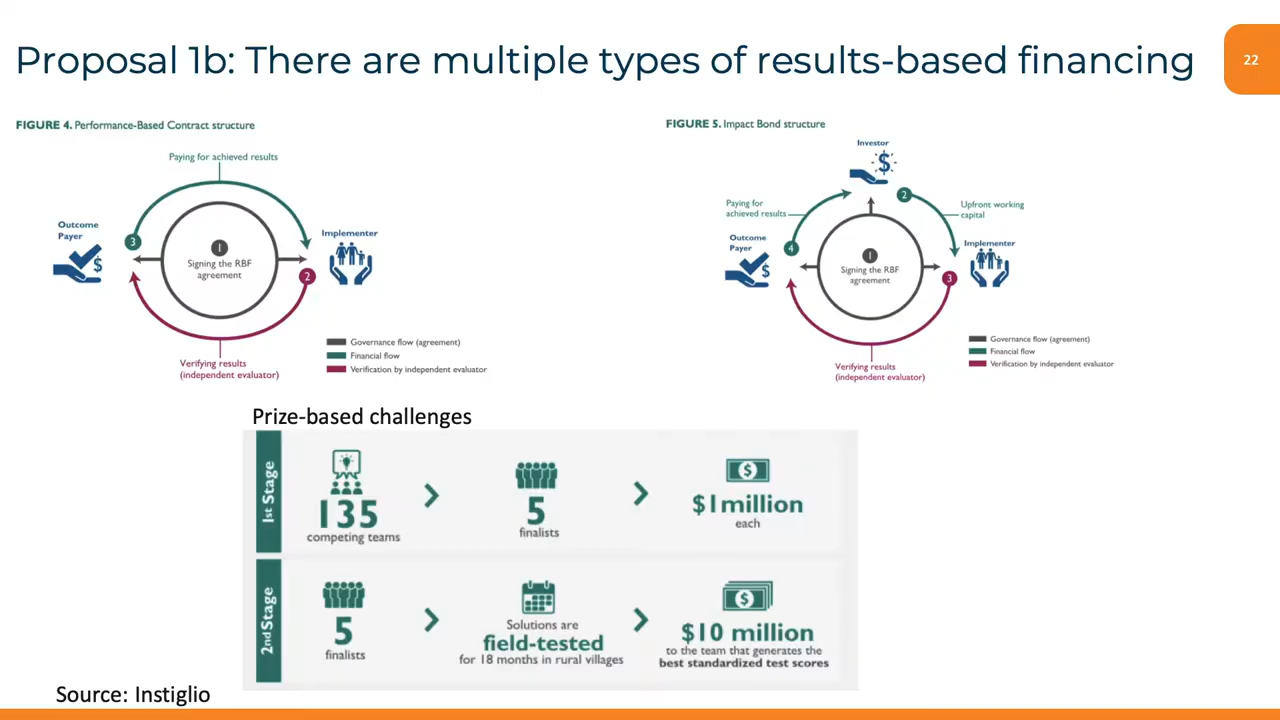 Proposal 1b: There are multiple types of results-based financing
22
FIGURE 4. Performance-Based Contract structure
Paying for achieved results
Outcome
Payer
$
3
1
Signing the RBF
agreement
Implementer
2
Verifying results
(independent evaluator)
Governance flow (agreement)
Financial flow
Verification by independent evaluator
FIGURE 5. Impact Bond structure
Investor
$
2
Paying for
achieved results
Upfront working
capital
Outcome
Payer
$
4
1
Signing the RBF
agreement
Implementer
3
Verifying results
(independent evaluator)
Governance flow (agreement)
Financial flow
Verification by independent evaluator
Prize-based challenges
1st Stage
135
competing teams
5
finalists
$
$1million
each
2nd Stage
5
finalists
Solutions are
field-tested
for 18 months in rural villages
$
$10 million
to the team that generates the
best standardized test scores
Source: Instiglio